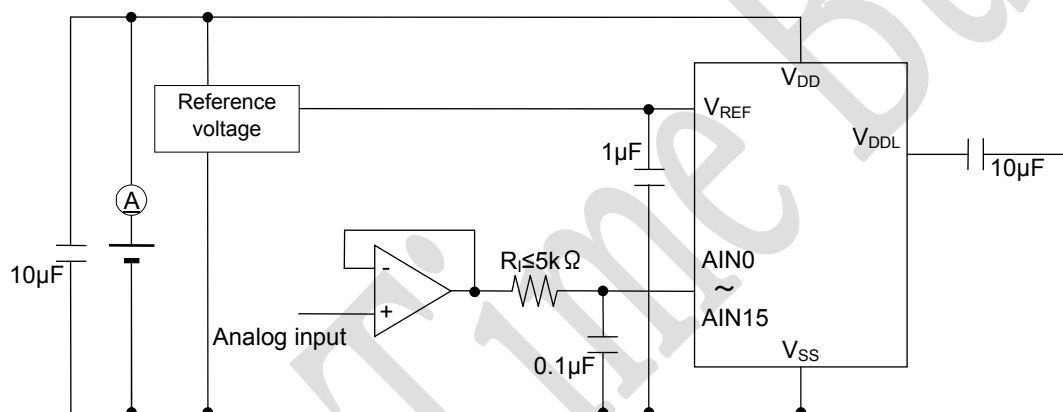 Reference
voltage
VDD
VREF
VDDL
1µF
10µF
A
10µF
RI≤5kΩ
AIN0
~
AIN15
-
+
Analog input
0.1µF
VSS